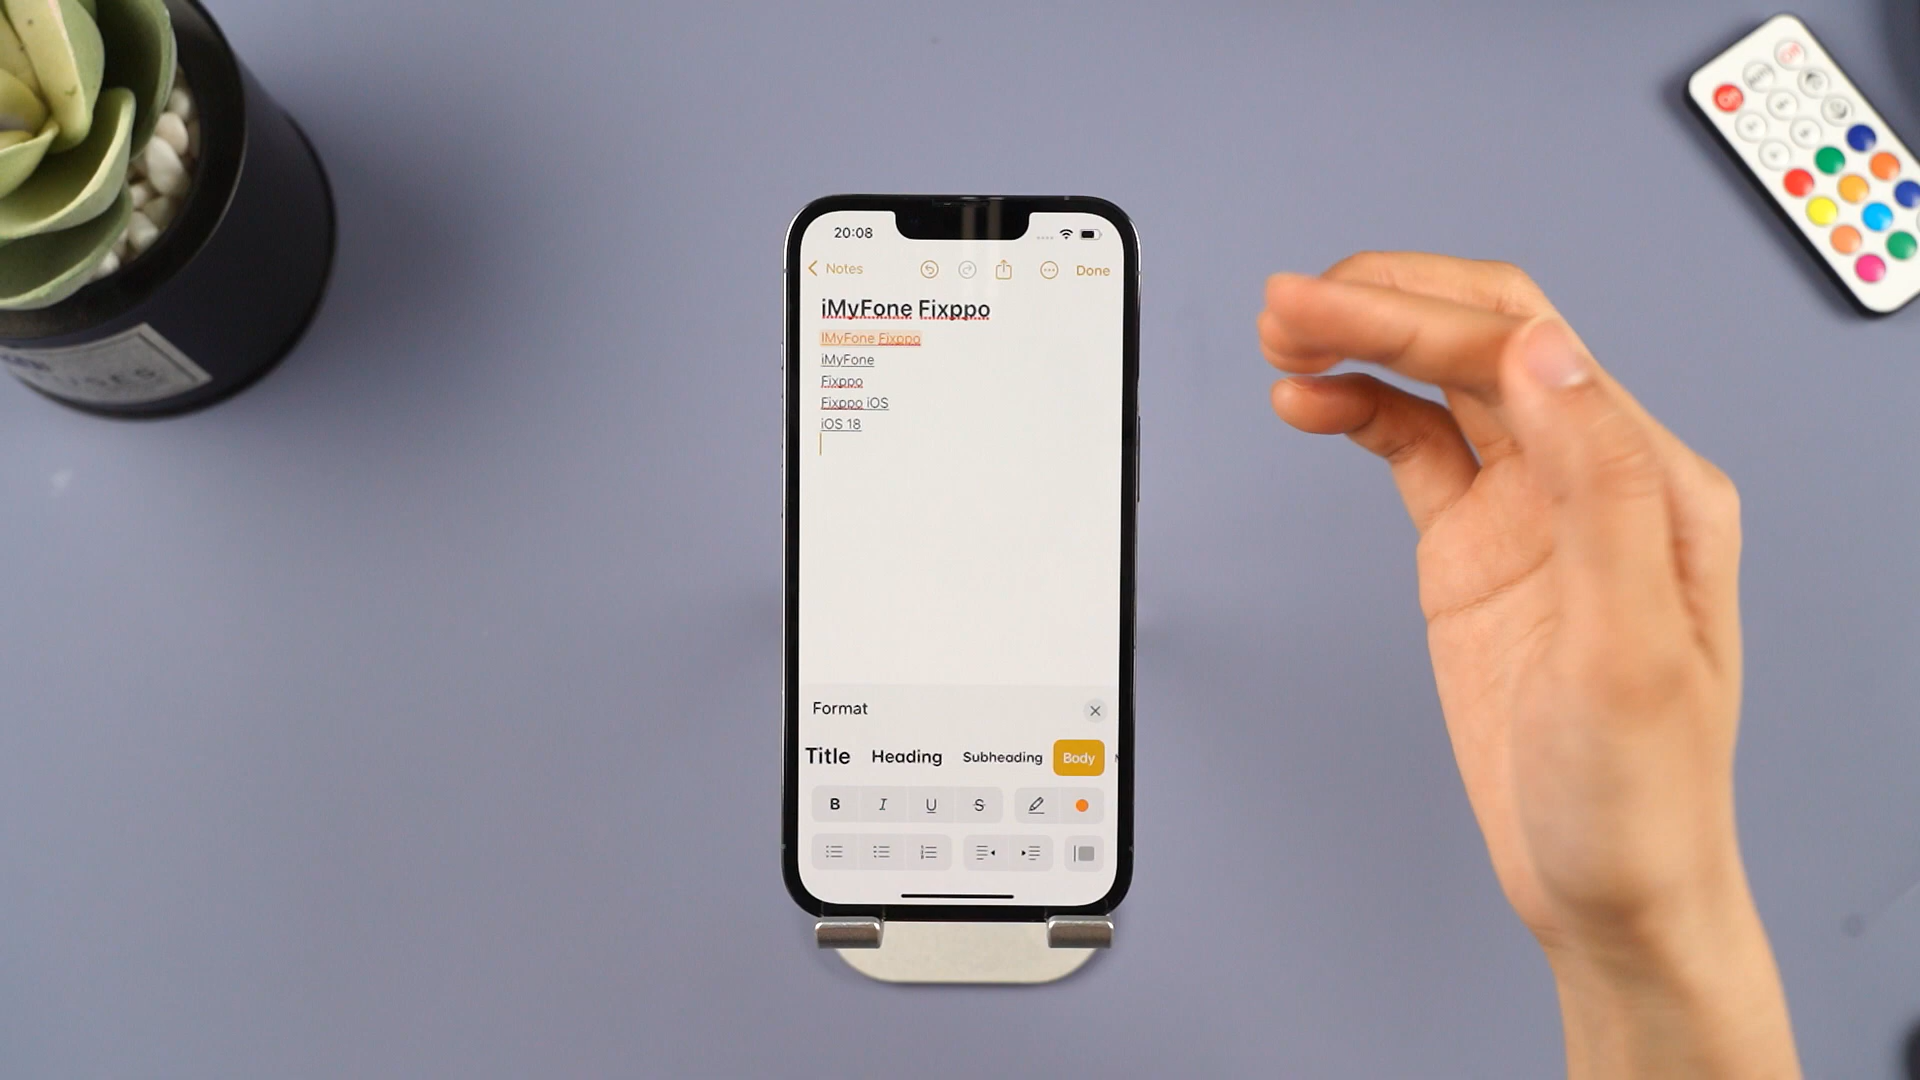 20:08
Notes
Done
iMyFone Fixppo
IMyFone Fixppo
iMyFone
Fixppo
Fixppo iOS
iOS 18
Format
Title Heading Subheading Body
B I U S